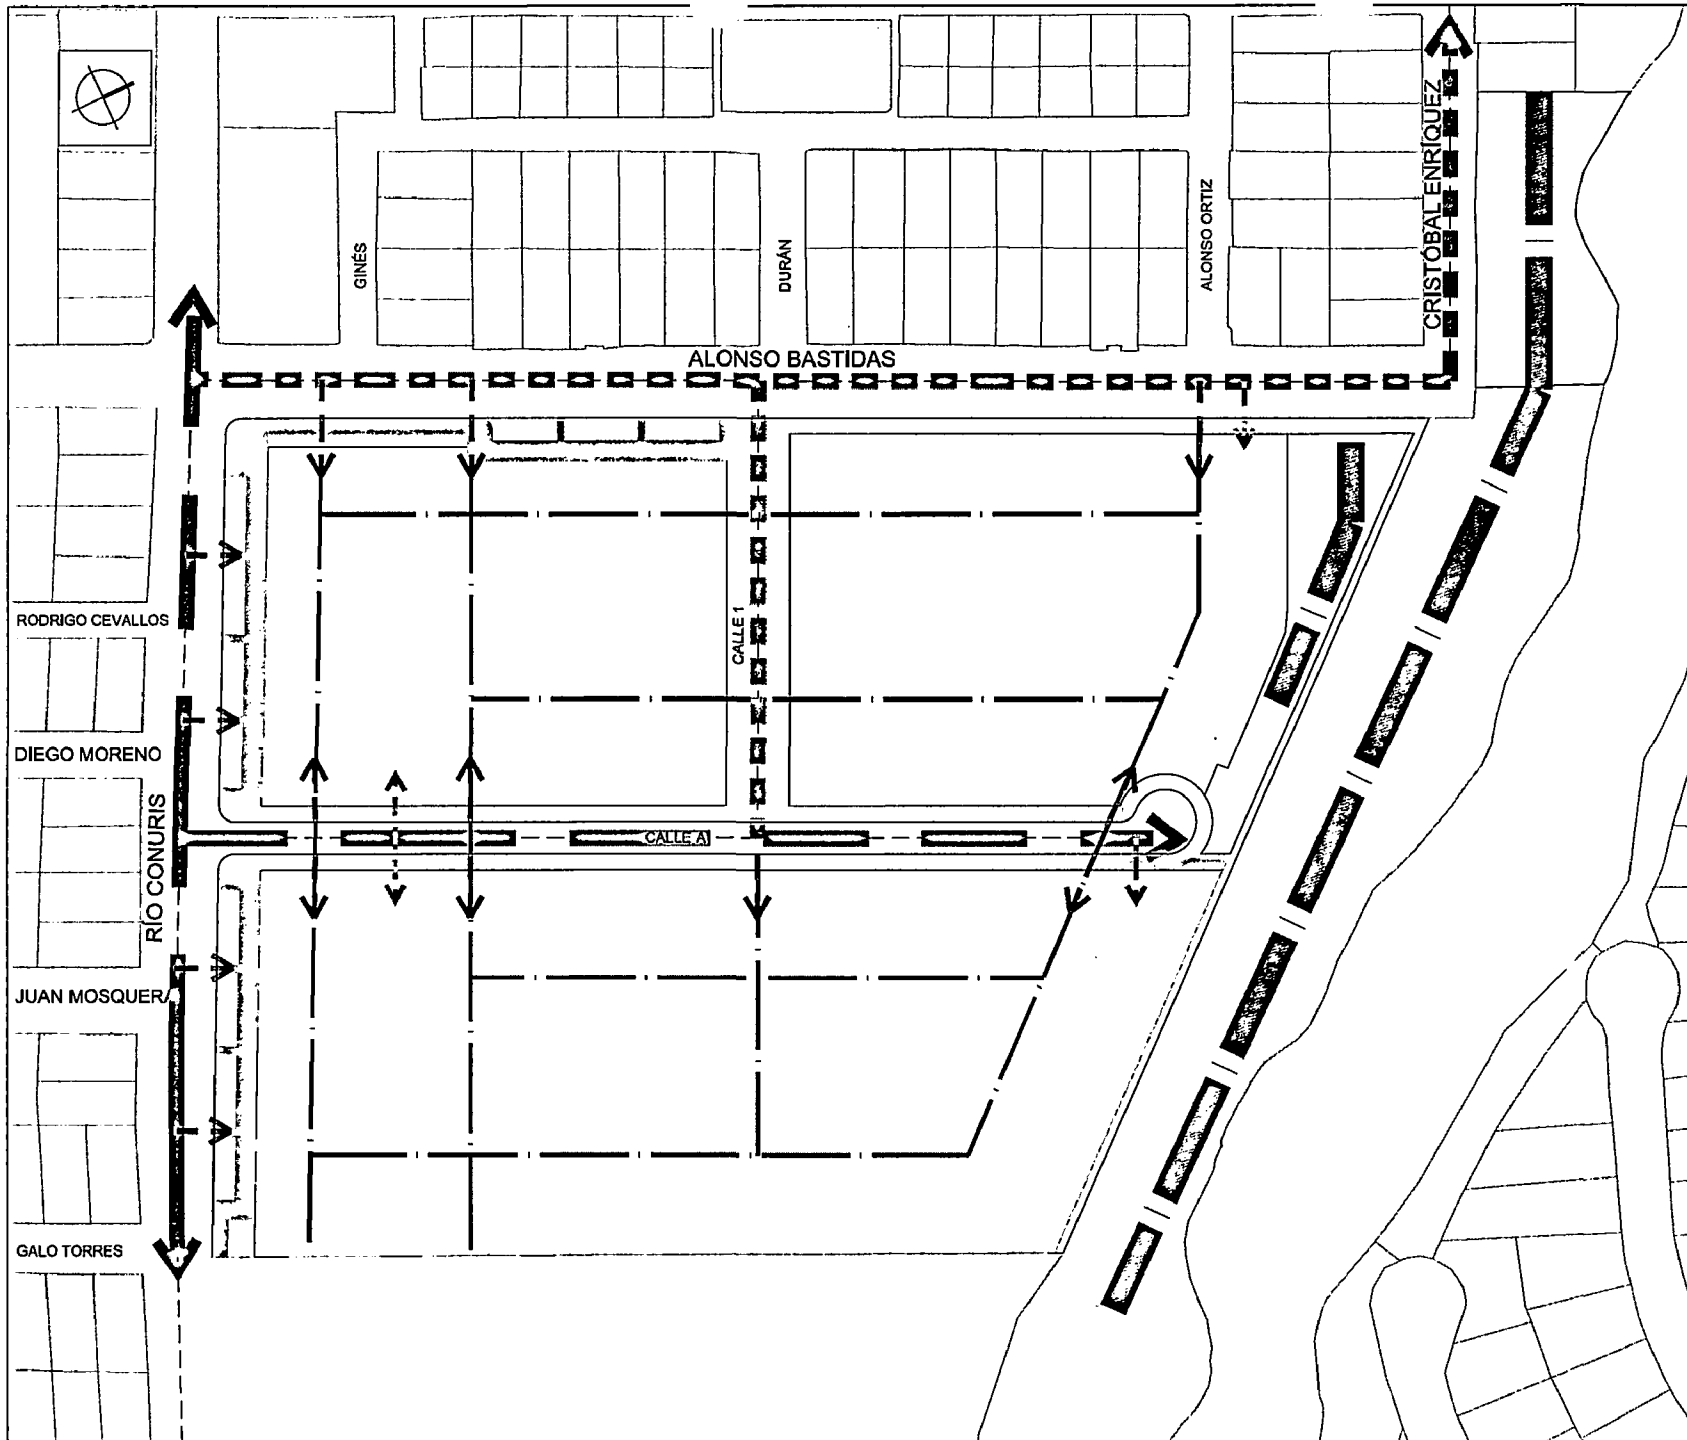 CRISTÓBAL ENRÍQUEZ
ALONSO ORTIZ
GINÉS
DURÁN
ALONSO BASTIDAS
RODRIGO CEVALLOS
CALLE 1
DIEGO MORENO
RÍO CONURIS
CALLE A
JUAN MOSQUERA
GALO TORRES